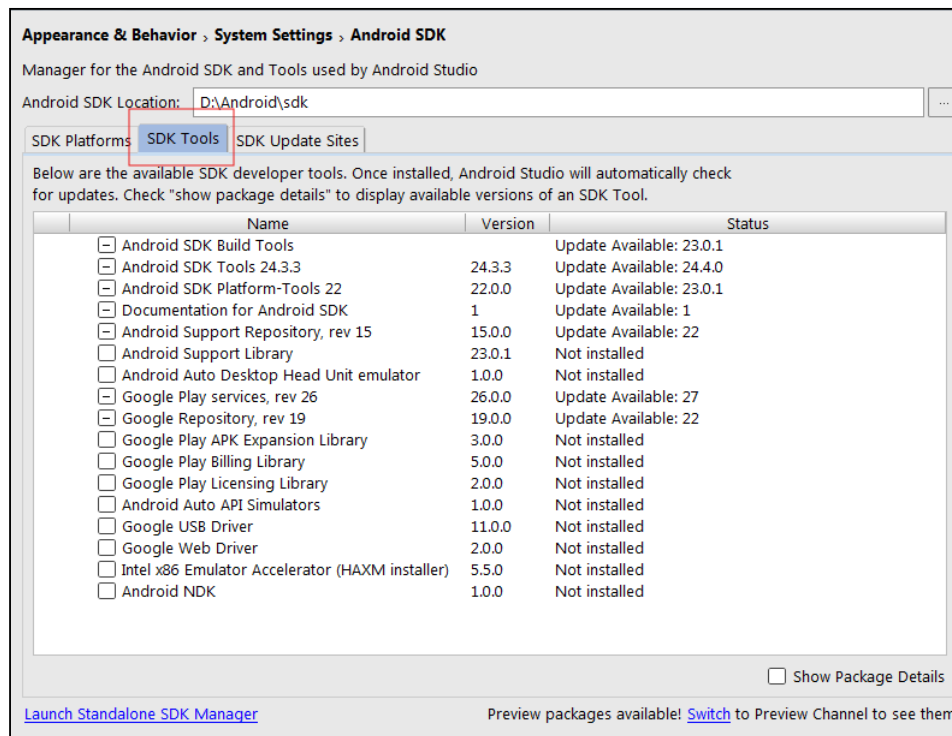 Appearance & Behavior › System Settings › Android SDK
Manager for the Android SDK and Tools used by Android Studio
Android SDK Location: D:\Android\sdk ...
SDK Platforms SDK Tools SDK Update Sites
Below are the available SDK developer tools. Once installed, Android Studio will automatically check
for updates. Check "show package details" to display available versions of an SDK Tool.
Name Version Status
Android SDK Build Tools Update Available: 23.0.1
Android SDK Tools 24.3.3 24.3.3 Update Available: 24.4.0
Android SDK Platform-Tools 22 22.0.0 Update Available: 23.0.1
Documentation for Android SDK 1 Update Available: 1
Android Support Repository, rev 15 15.0.0 Update Available: 22
Android Support Library 23.0.1 Not installed
Android Auto Desktop Head Unit emulator 1.0.0 Not installed
Google Play services, rev 26 26.0.0 Update Available: 27
Google Repository, rev 19 19.0.0 Update Available: 22
Google Play APK Expansion Library 3.0.0 Not installed
Google Play Billing Library 5.0.0 Not installed
Google Play Licensing Library 2.0.0 Not installed
Android Auto API Simulators 1.0.0 Not installed
Google USB Driver 11.0.0 Not installed
Google Web Driver 2.0.0 Not installed
Intel x86 Emulator Accelerator (HAXM installer) 5.5.0 Not installed
Android NDK 1.0.0 Not installed
Show Package Details
Launch Standalone SDK Manager Preview packages available! Switch to Preview Channel to see them